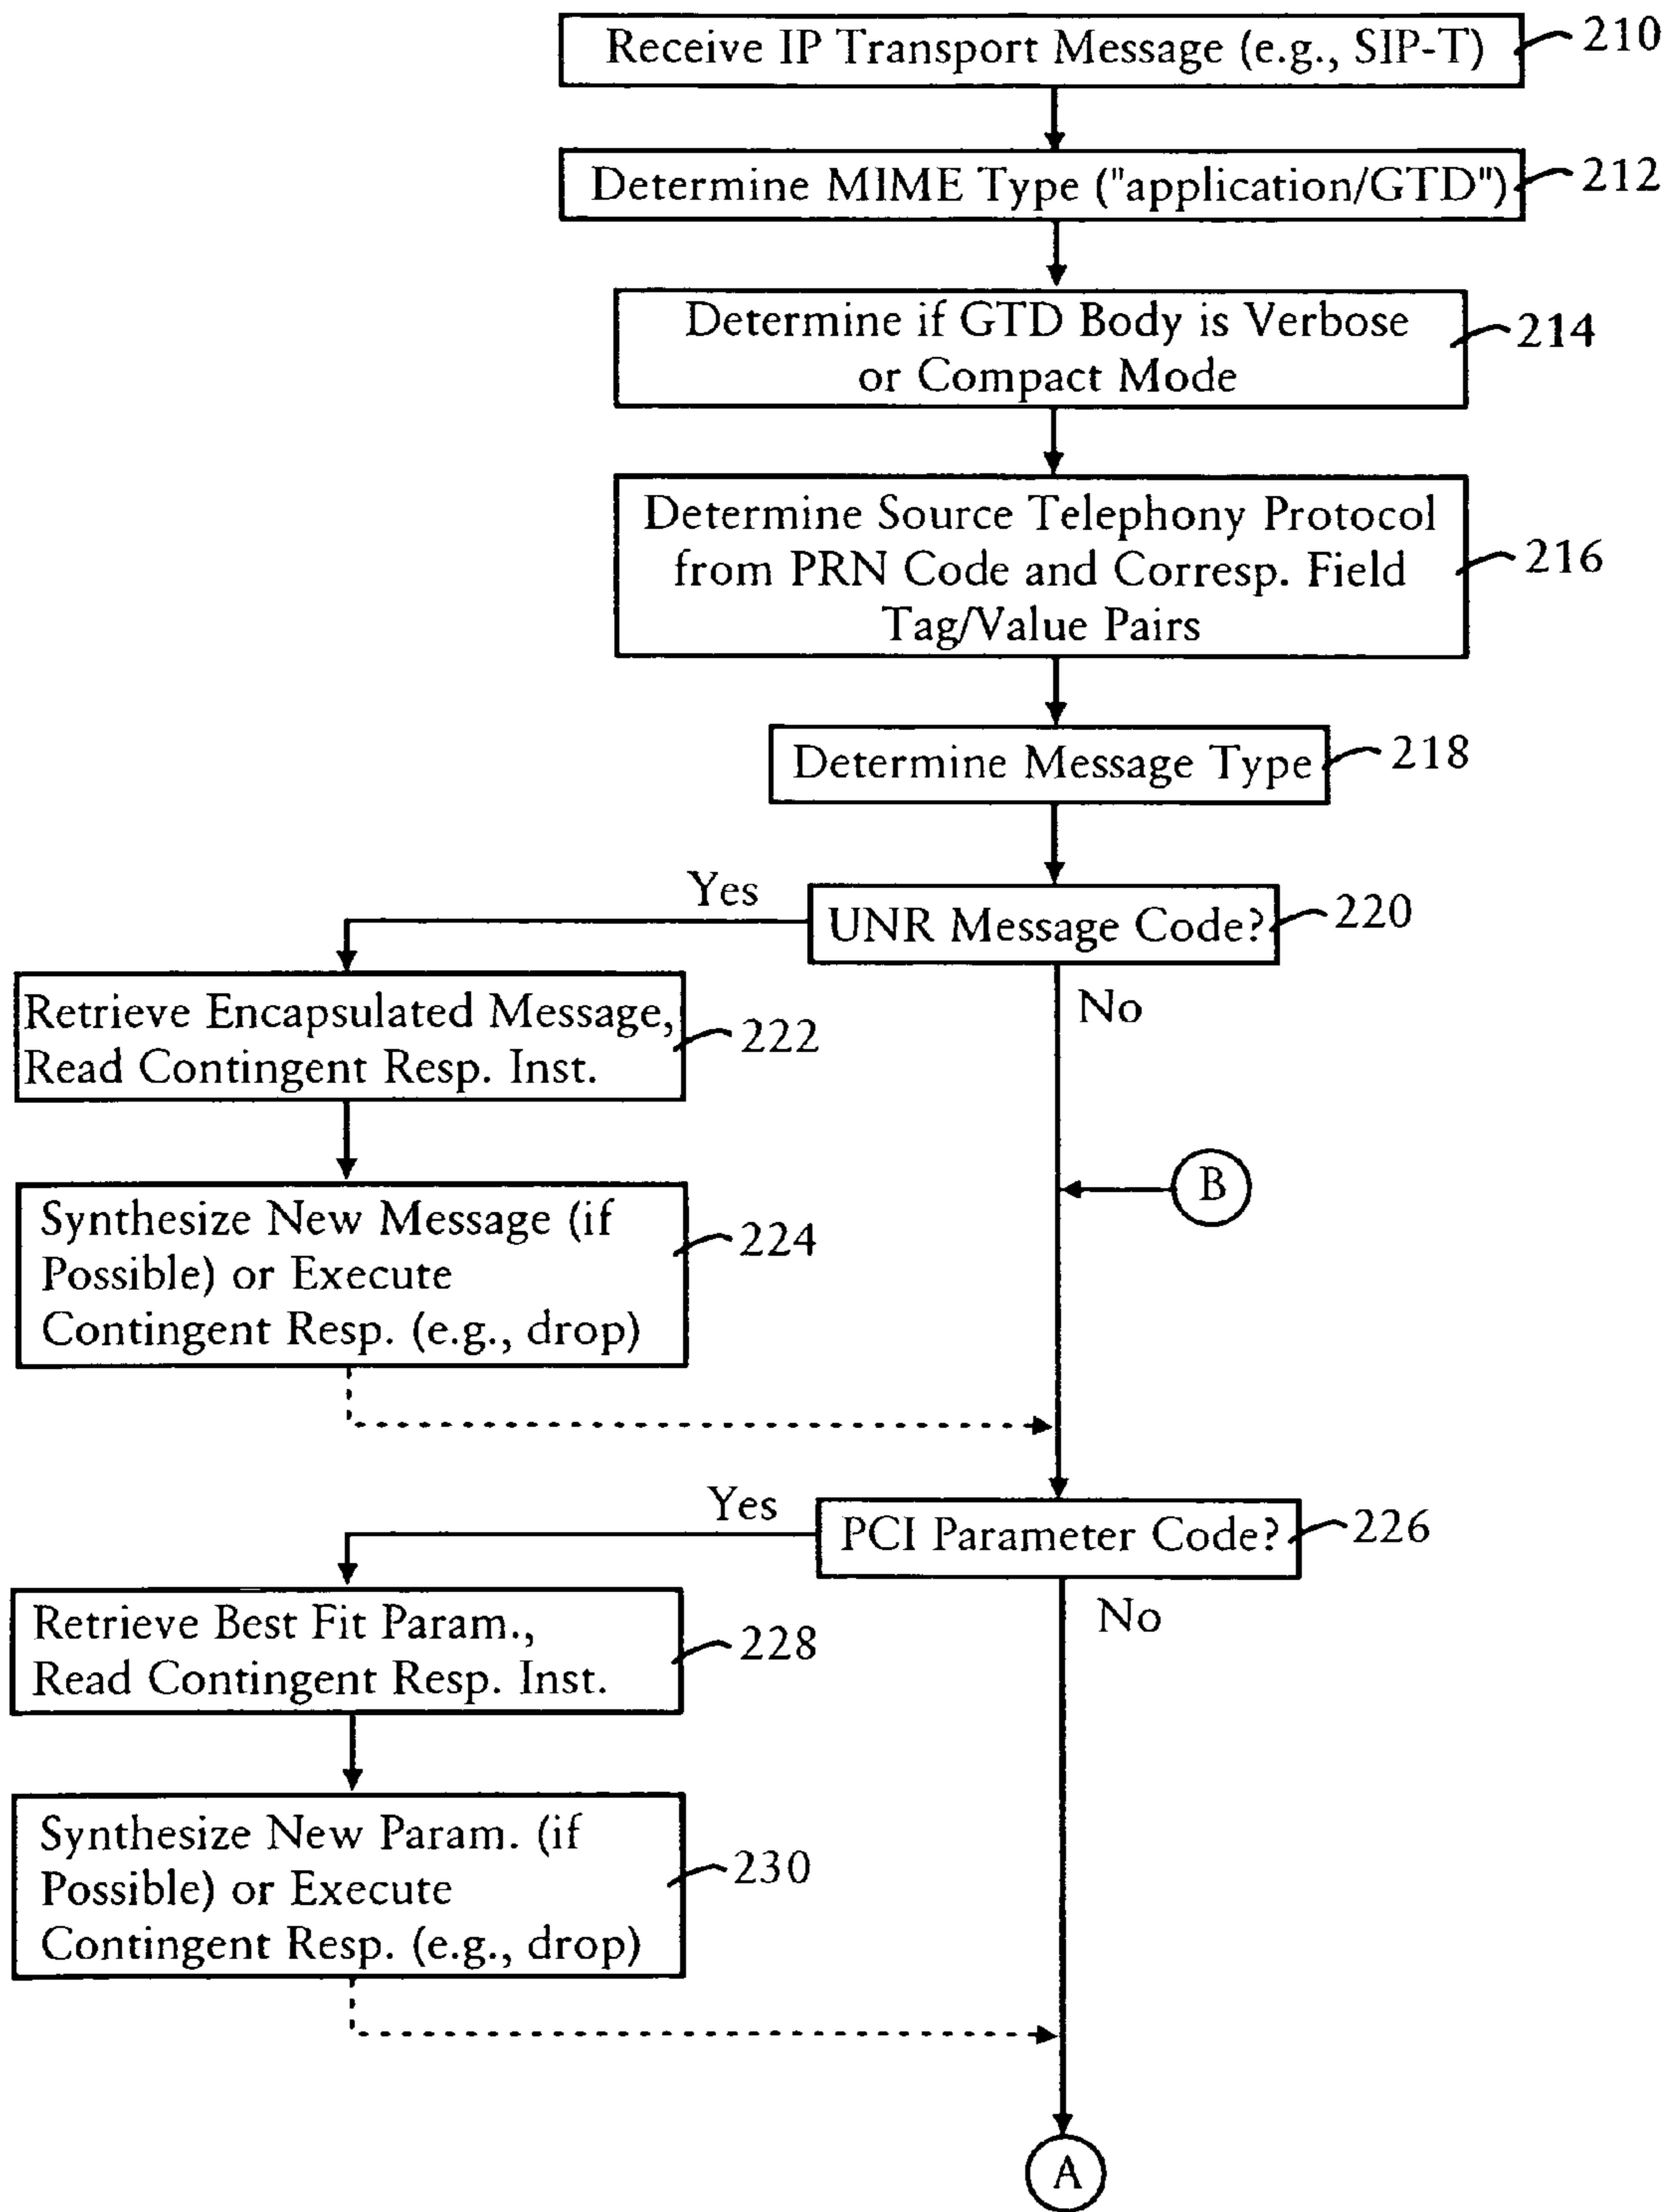 Receive IP Transport Message (e.g., SIP-T)
210
Determine MIME Type ("application/GTD")
212
Determine if GTD Body is Verbose
or Compact Mode
214
Determine Source Telephony Protocol
from PRN Code and Corresp. Field
Tag/Value Pairs
216
Determine Message Type
218
Yes
UNR Message Code?
220
No
Retrieve Encapsulated Message,
Read Contingent Resp. Inst.
222
B
Synthesize New Message (if
Possible) or Execute
Contingent Resp. (e.g., drop)
224
Yes
PCI Parameter Code?
226
No
Retrieve Best Fit Param.,
Read Contingent Resp. Inst.
228
Synthesize New Param. (if
Possible) or Execute
Contingent Resp. (e.g., drop)
230
A